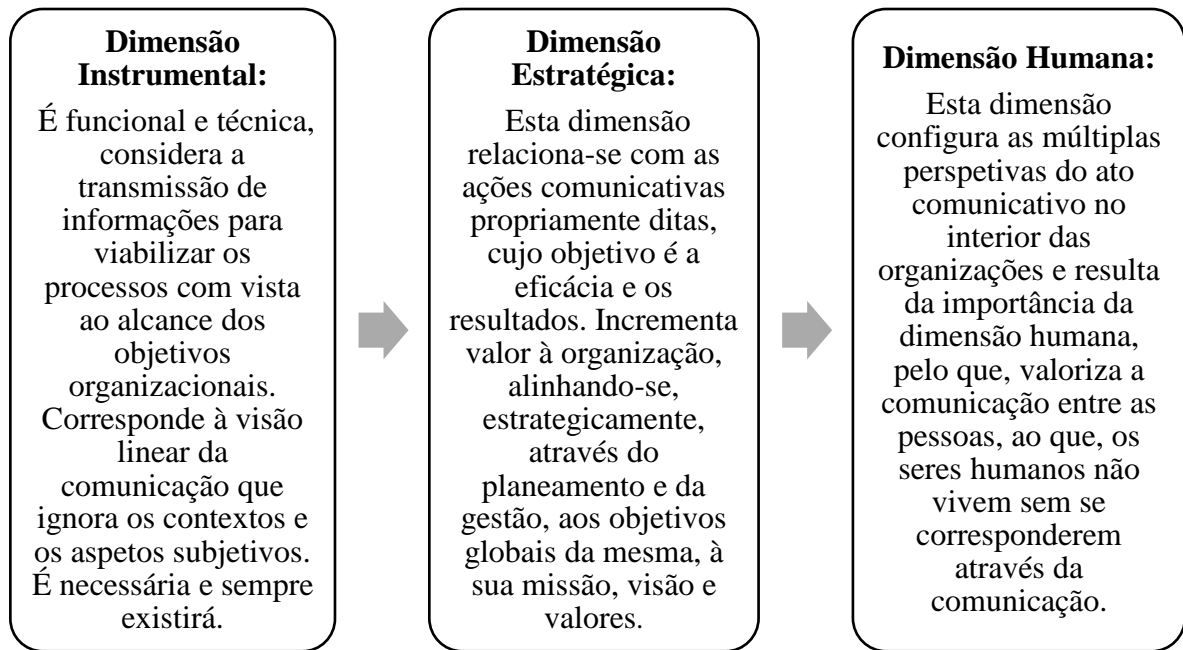 Dimensão
Instrumental:
É funcional e técnica,
considera a
transmissão de
informações para
viabilizar os
processos com vista
ao alcance dos
objetivos
organizacionais.
Corresponde à visão
linear da
comunicação que
ignora os contextos e
os aspetos subjetivos.
É necessária e sempre
existirá.
Dimensão
Estratégica:
Esta dimensão
relaciona-se com as
ações comunicativas
propriamente ditas,
cujo objetivo é a
eficácia e os
resultados. Incrementa
valor à organização,
alinhando-se,
estrategicamente,
através do
planeamento e da
gestão, aos objetivos
globais da mesma, à
sua missão, visão e
valores.
Dimensão Humana:
Esta dimensão
configura as múltiplas
perspetivas do ato
comunicativo no
interior das
organizações e resulta
da importância da
dimensão humana,
pelo que, valoriza a
comunicação entre as
pessoas, ao que, os
seres humanos não
vivem sem se
corresponderem
através da
comunicação.